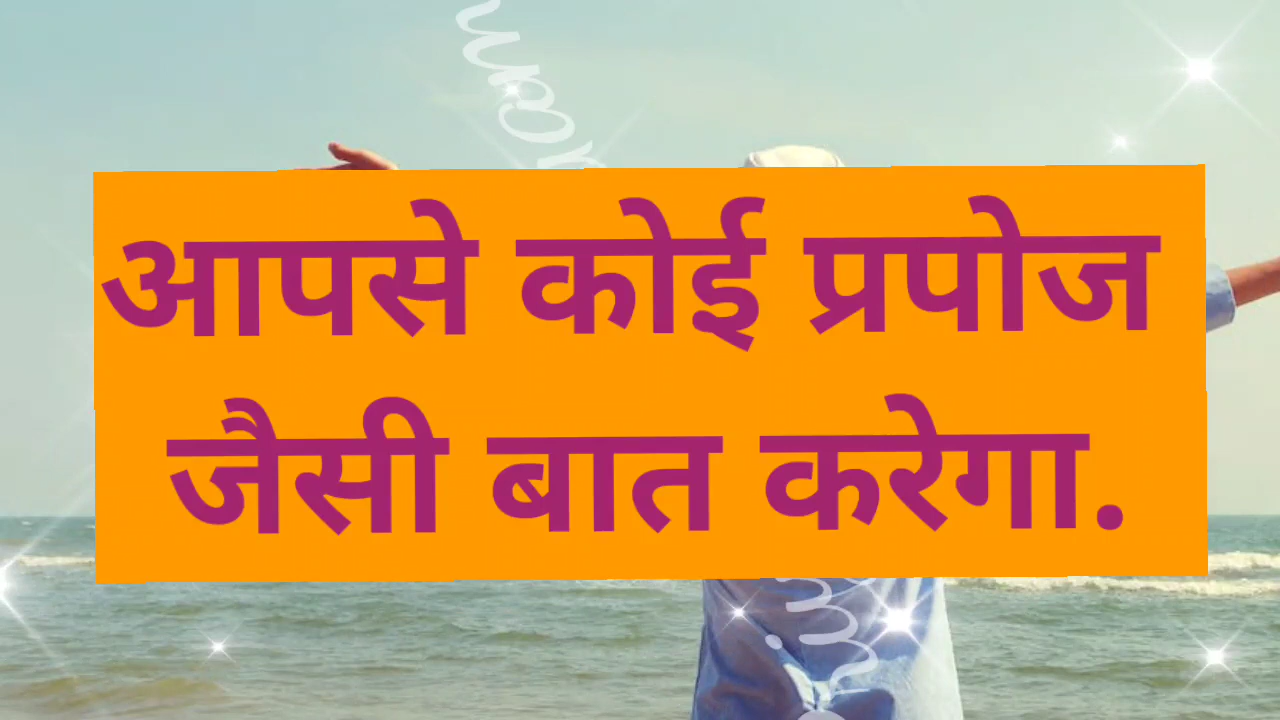 आपसे कोई प्रपोज
जैसी बात करेगा.